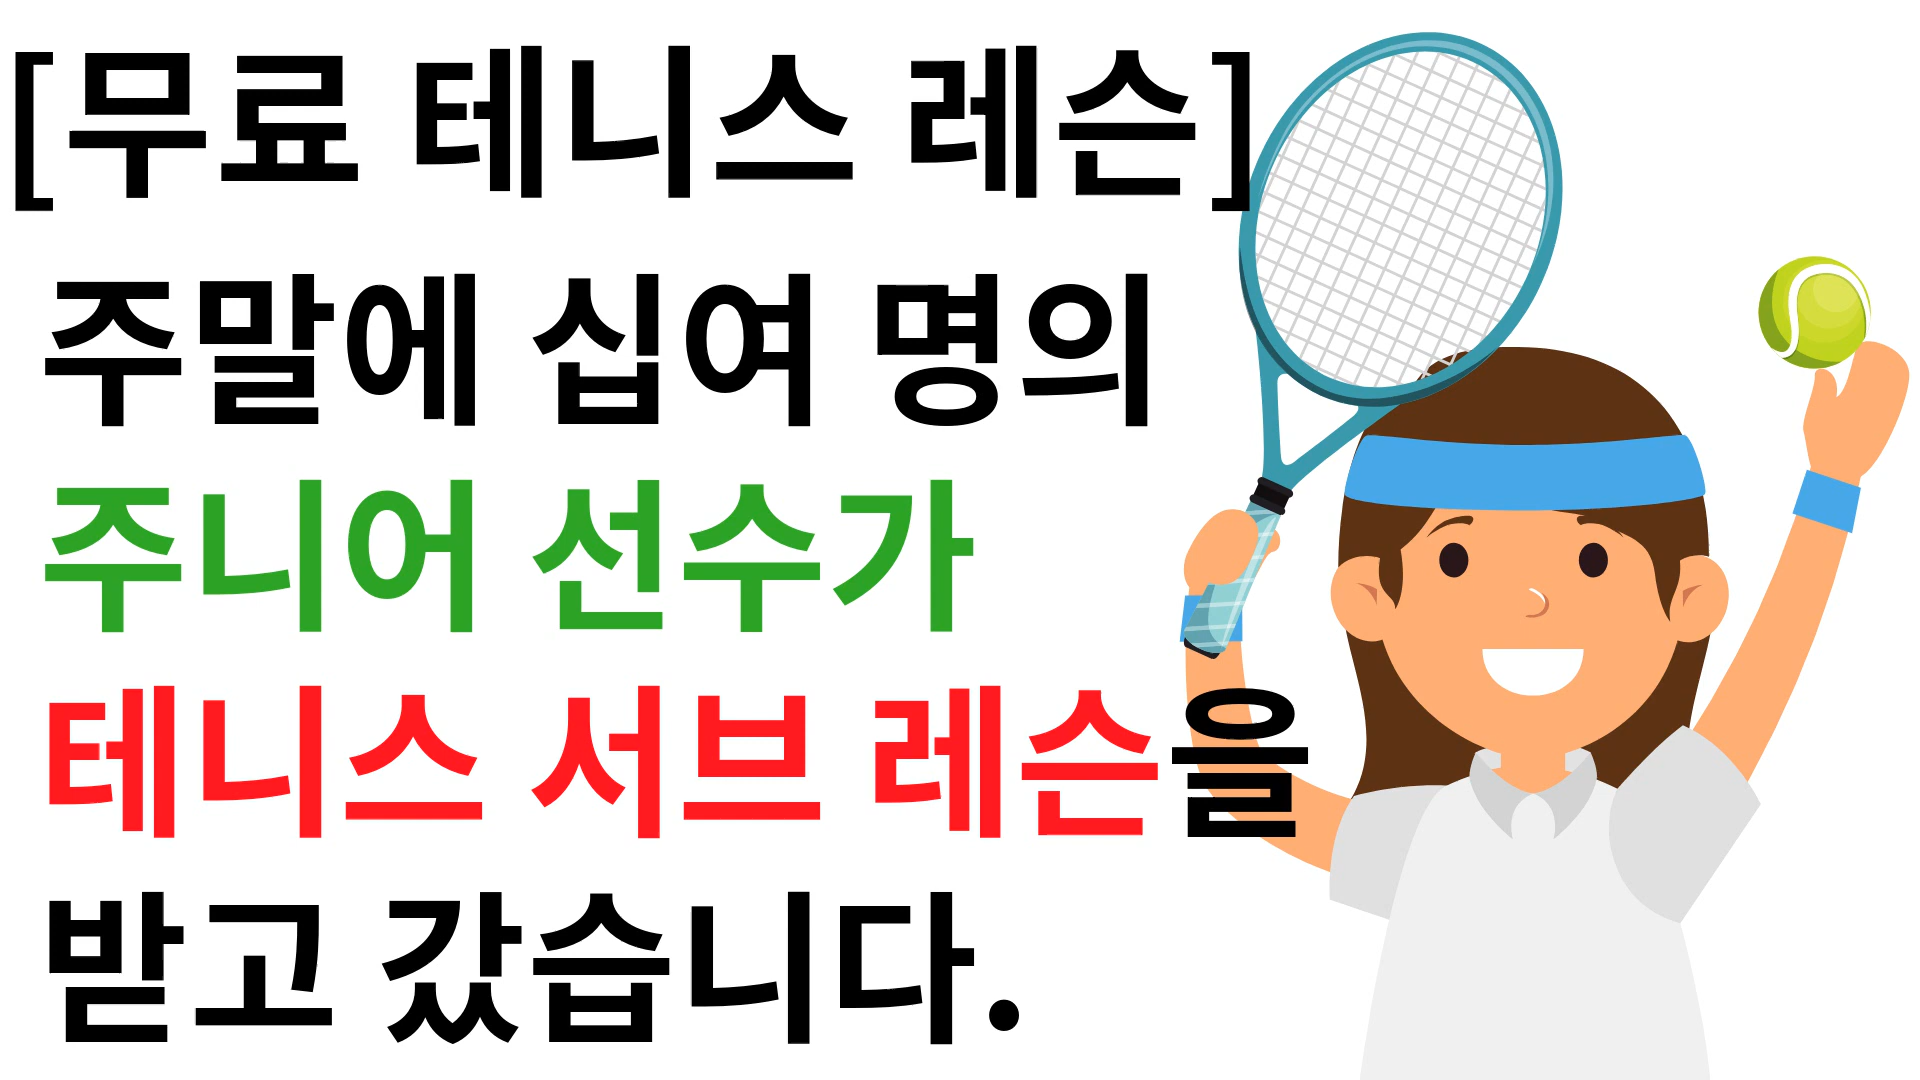 [무료 테니스 레슨]
주말에 십여 명의
주니어 선수가
테니스 서브 레슨을
받고 갔습니다.